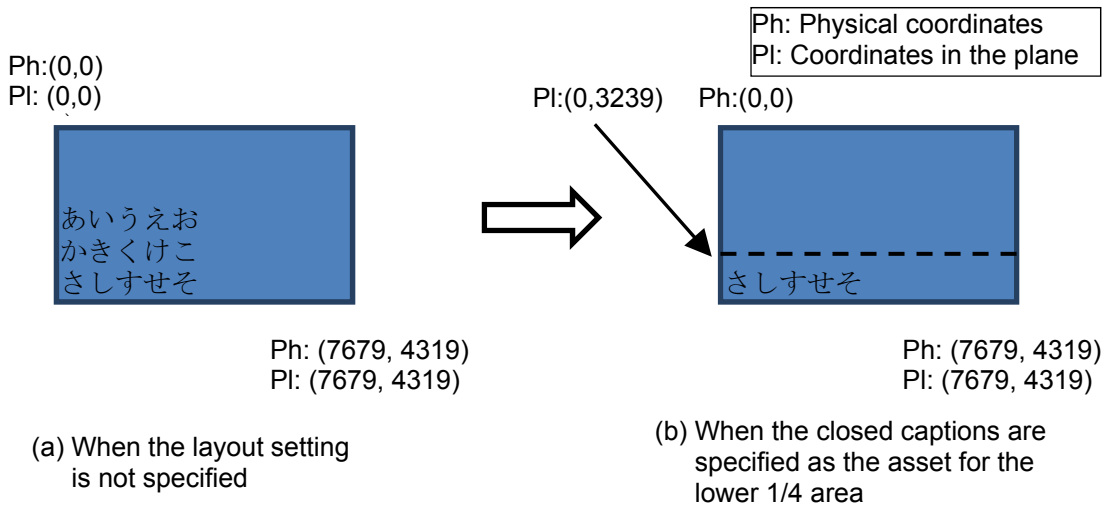 Ph: Physical coordinates
Pl: Coordinates in the plane
Ph:(0,0)
Pl: (0,0)
Pl:(0,3239)
Ph:(0,0)
あいうえお
かきくけこ
さしすせそ
さしすせそ
Ph: (7679, 4319)
Pl: (7679, 4319)
Ph: (7679, 4319)
Pl: (7679, 4319)
(a) When the layout setting
is not specified
(b) When the closed captions are
specified as the asset for the
lower 1/4 area